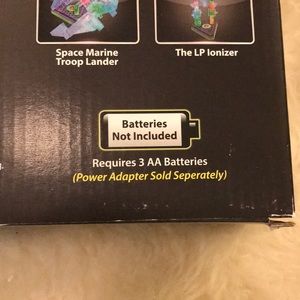 Space Marine
Troop Lander
The LP Ionizer
Batteries
Not Included
Requires 3 AA Batteries
(Power Adapter Sold Seperately)